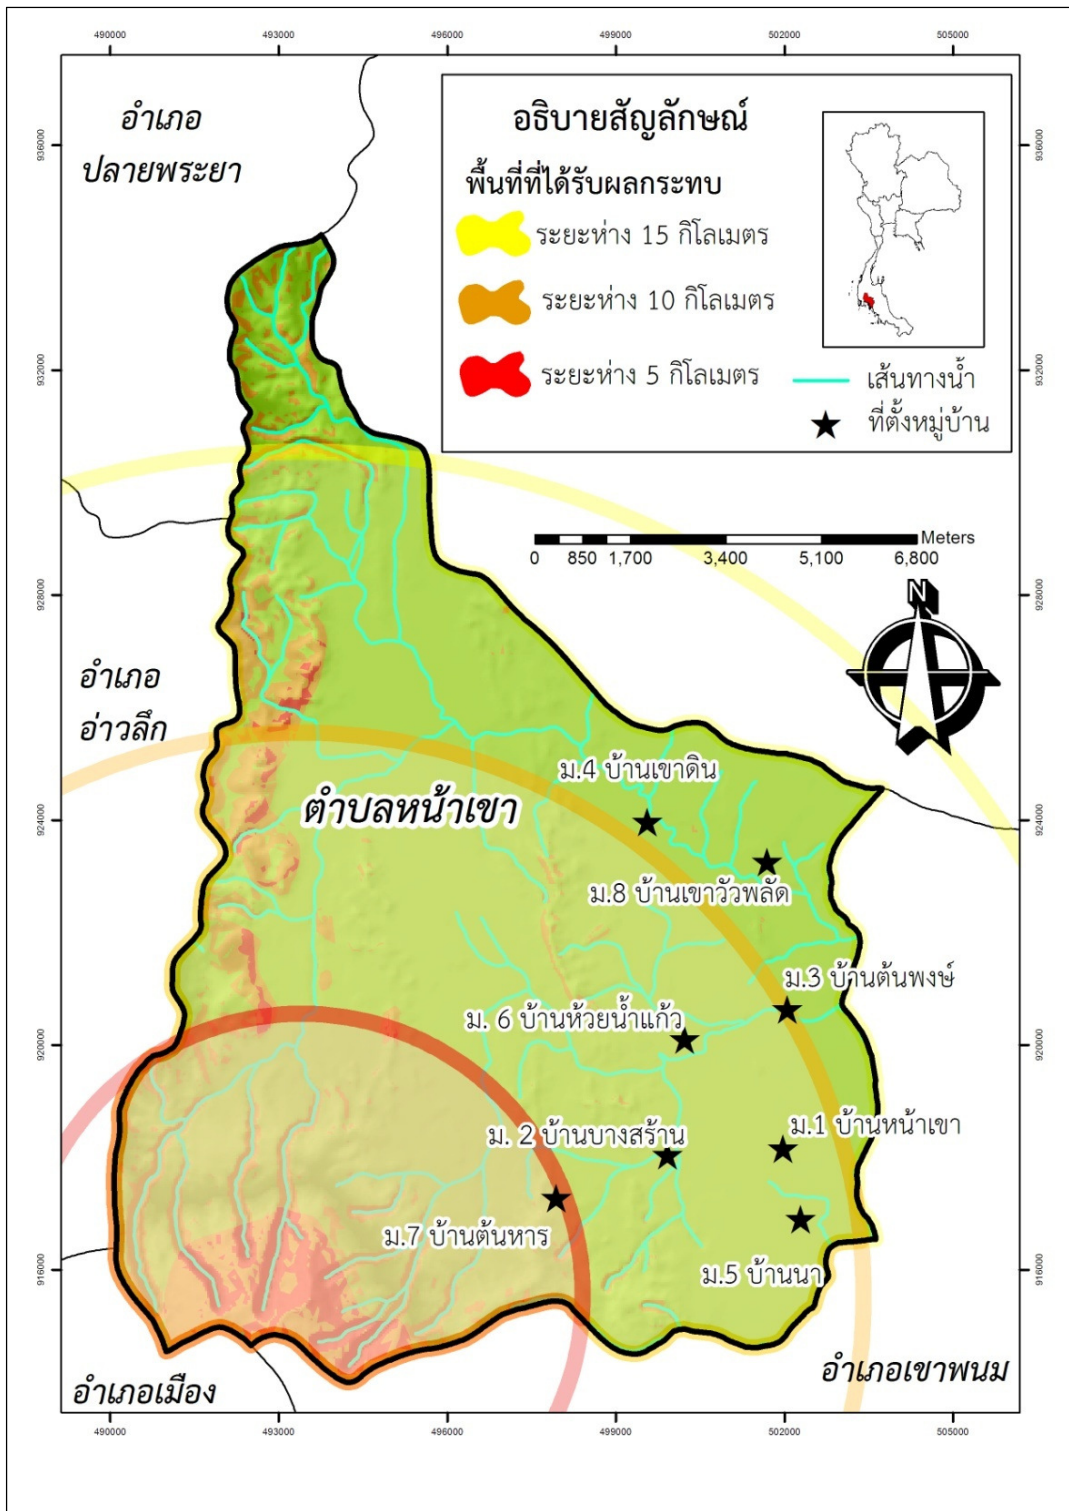 490000 493000 496000 499000 502000 505000
อำเภอ
ปลายพระยา
อธิบายสัญลักษณ์
พื้นที่ที่ได้รับผลกระทบ
ระยะห่าง 15 กิโลเมตร
ระยะห่าง 10 กิโลเมตร
ระยะห่าง 5 กิโลเมตร
เส้นทางน้ำ
ที่ตั้งหมู่บ้าน
936000 936000
932000 932000
Meters
0 850 1,700 3,400 5,100 6,800
N
928000 928000
อำเภอ
อ่าวลึก
ม.4 บ้านเขาดิน
ตำบลหน้าเขา
924000 924000
ม.8 บ้านเขาวัวพลัด
ม.3 บ้านต้นพงษ์
ม. 6 บ้านห้วยน้ำแก้ว
920000 920000
ม.1 บ้านหน้าเขา
ม. 2 บ้านบางสร้าน
ม.7 บ้านต้นหาร
ม.5 บ้านนา
916000 916000
อำเภอเขาพนม
อำเภอเมือง
490000 493000 496000 499000 502000 505000